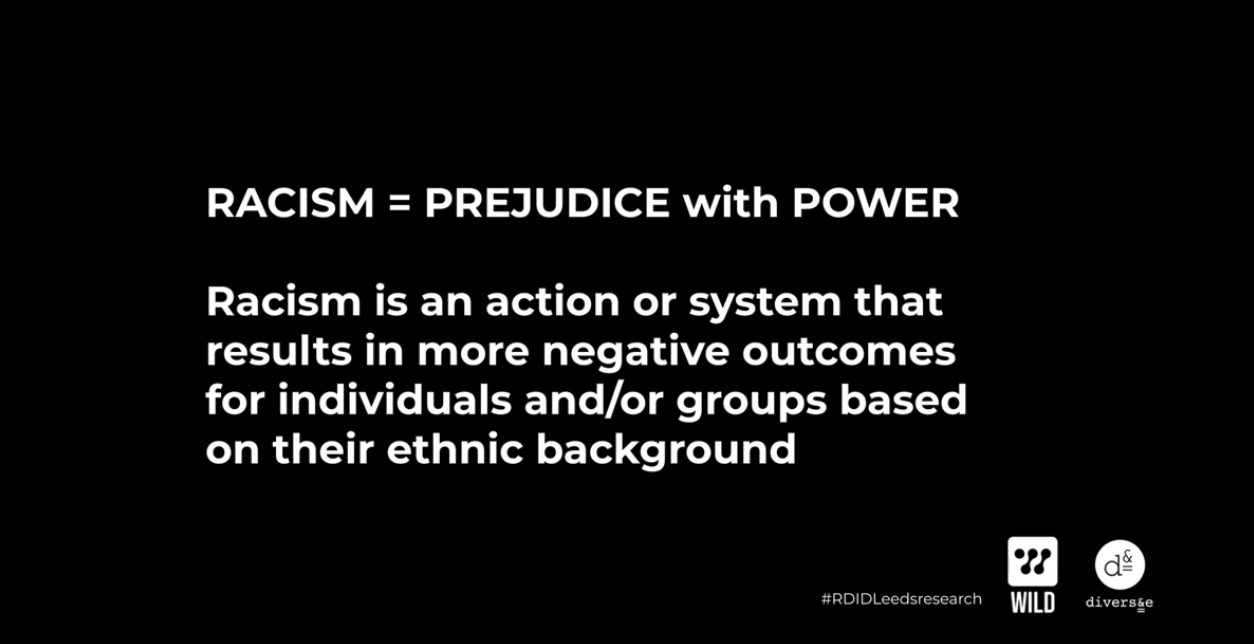 RACISM = PREJUDICE with POWER
Racism is an action or system that
results in more negative outcomes
for individuals and/or groups based
on their ethnic background
#RDIDLeedsresearch
WILD
d&=
divers&e